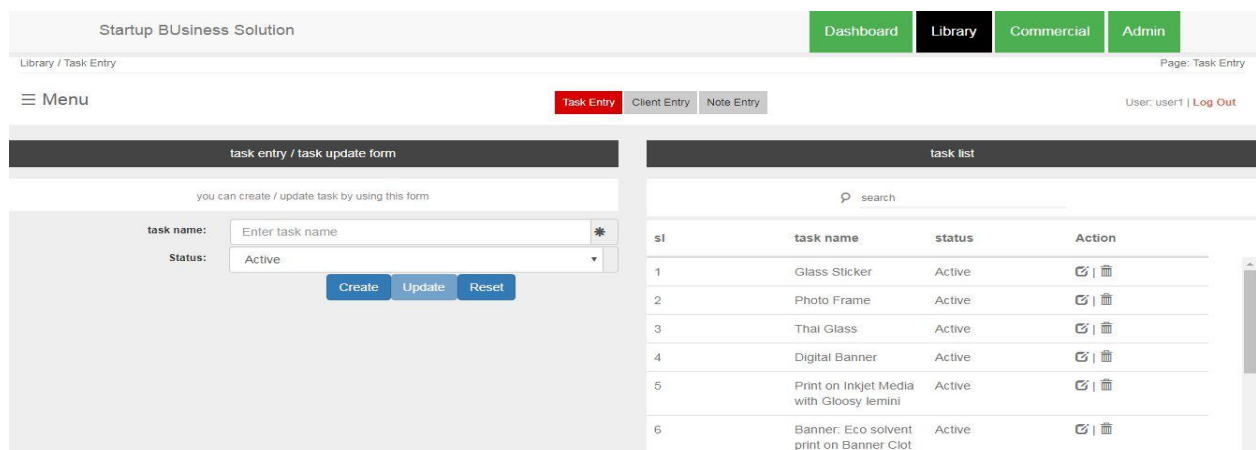 Startup BUsiness Solution
Dashboard Library Commercial Admin
Library / Task Entry Page: Task Entry
Menu Task Entry Client Entry Note Entry User: user1 | Log Out
task entry / task update form
you can create / update task by using this form
task name: Enter task name
Status: Active
Create Update Reset
task list
search
sl task name status Action
1 Glass Sticker Active |
2 Photo Frame Active |
3 Thai Glass Active |
4 Digital Banner Active |
5 Print on Inkjet Media Active |
with Gloosy lemini
6 Banner: Eco solvent Active |
print on Banner Clot